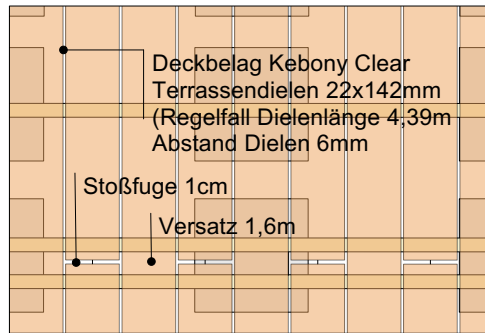 Deckbelag Kebony Clear
Terrassendielen 22x142mm
(Regelfall Dielenlänge 4,39m
Abstand Dielen 6mm
Stoßfuge 1cm
Versatz 1,6m